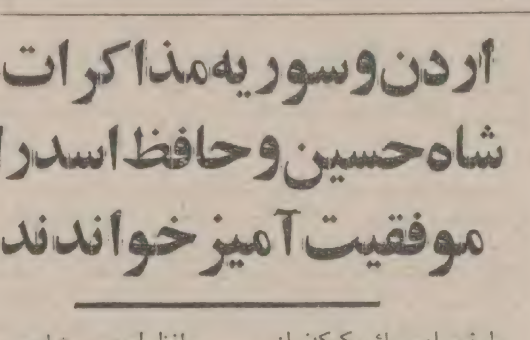 اردن و سوریه مذاکرات
شاه حسین و حافظ اسد را
موفقیت آمیز خواندند